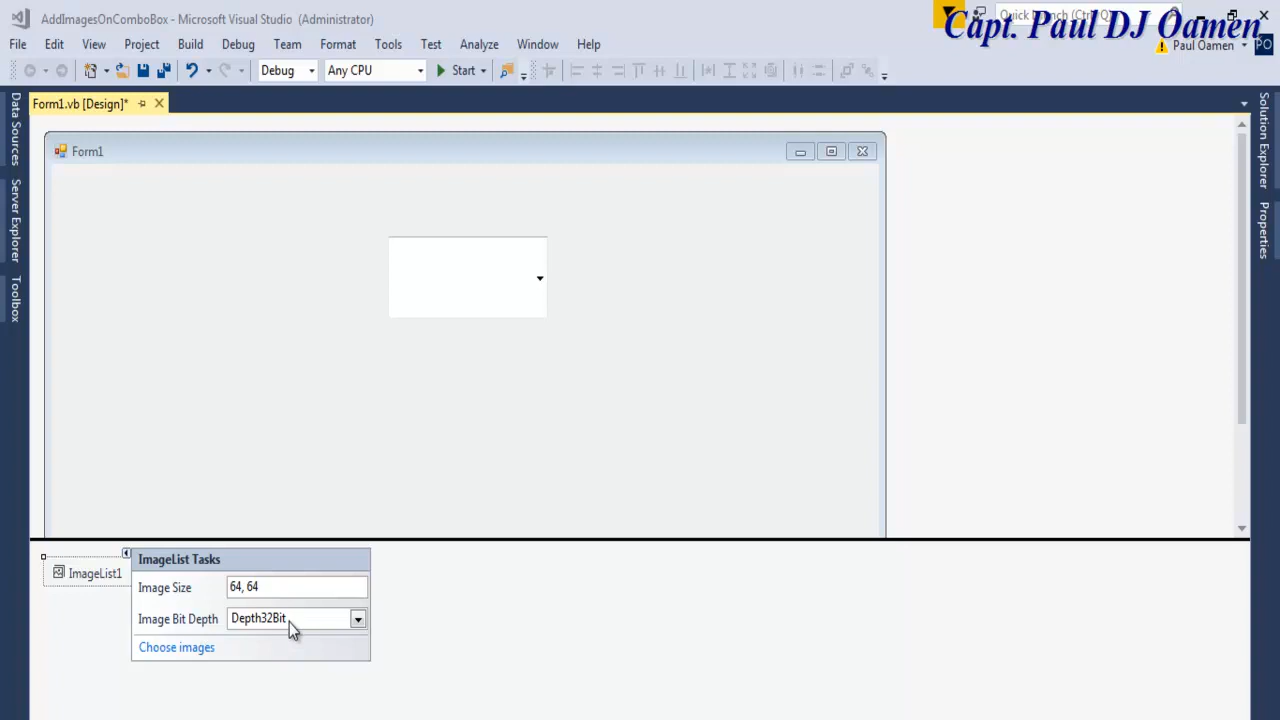 AddImagesOnComboBox - Microsoft Visual Studio (Administrator)
Capt. Paul DJ Oamen
File Edit View Project Build Debug Team Format Tools Test Analyze Window Help
Paul Oamen PO
Debug Any CPU Start
Form1.vb [Design]*
Form1
Data Sources
Server Explorer
Toolbox
Solution Explorer
Properties
ImageList1
ImageList Tasks
Image Size 64, 64
Image Bit Depth Depth32Bit
Choose images